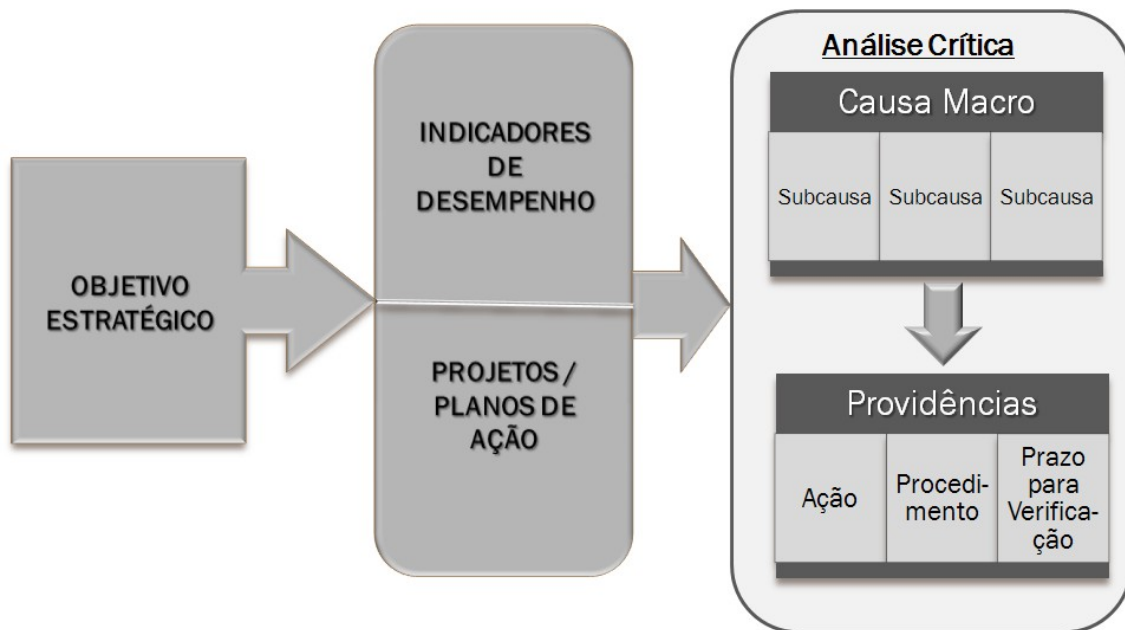 OBJETIVO
ESTRATÉGICO
INDICADORES
DE
DESEMPENHO
PROJETOS /
PLANOS DE
AÇÃO
Análise Crítica
Causa Macro
Subcausa
Subcausa
Subcausa
Providências
Ação
Procedi-
mento
Prazo
para
Verifica-
ção